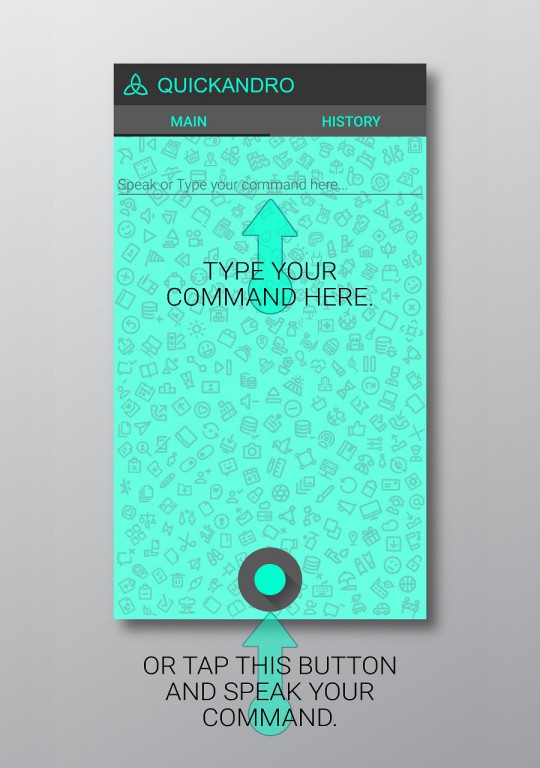 QUICKANDRO
MAIN HISTORY
Speak or Type your command here...
TYPE YOUR
COMMAND HERE.
OR TAP THIS BUTTON
AND SPEAK YOUR
COMMAND.